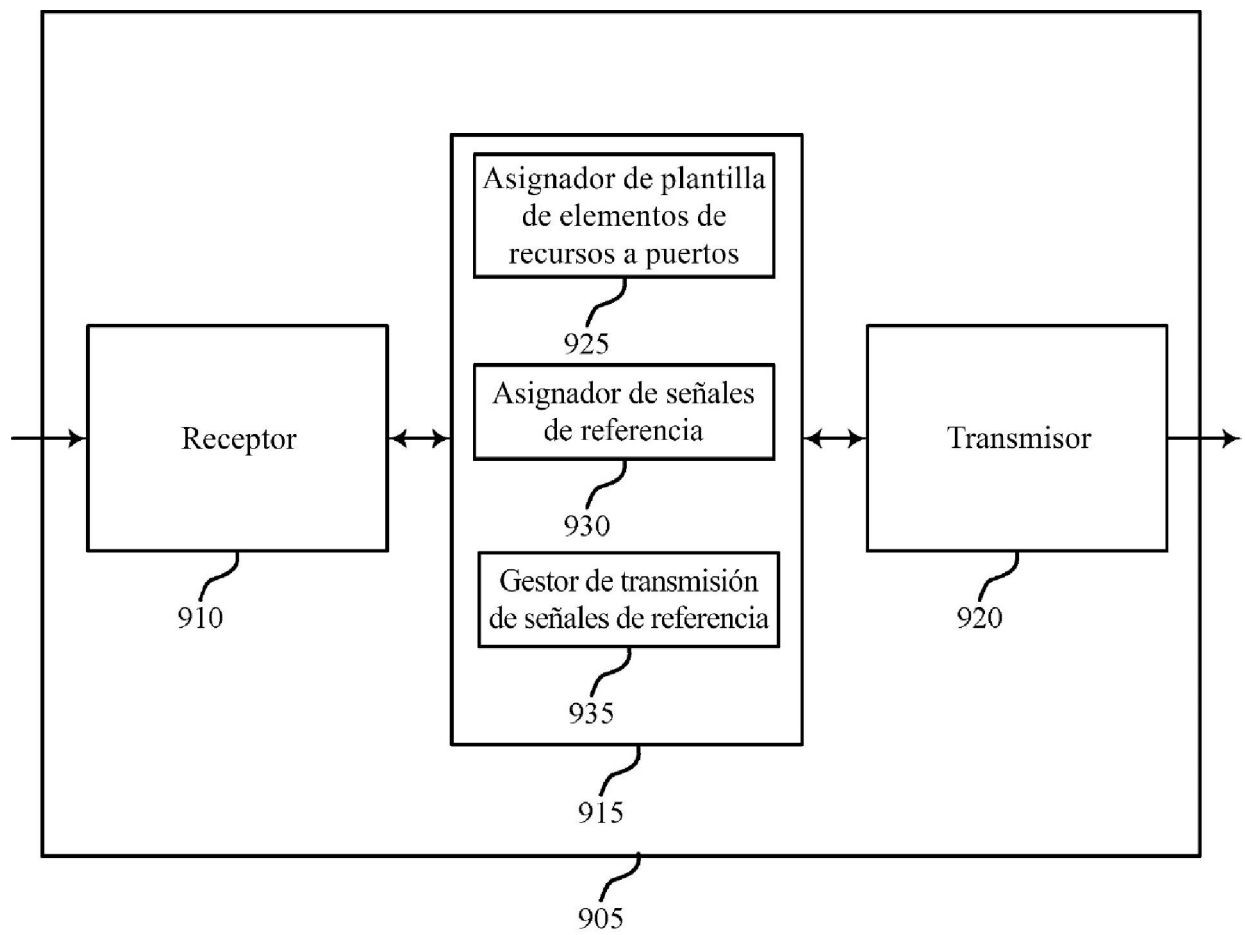 Asignador de plantilla
de elementos de
recursos a puertos
925
Receptor
910
Asignador de señales
de referencia
930
Transmisor
920
Gestor de transmisión
de señales de referencia
935
915
905